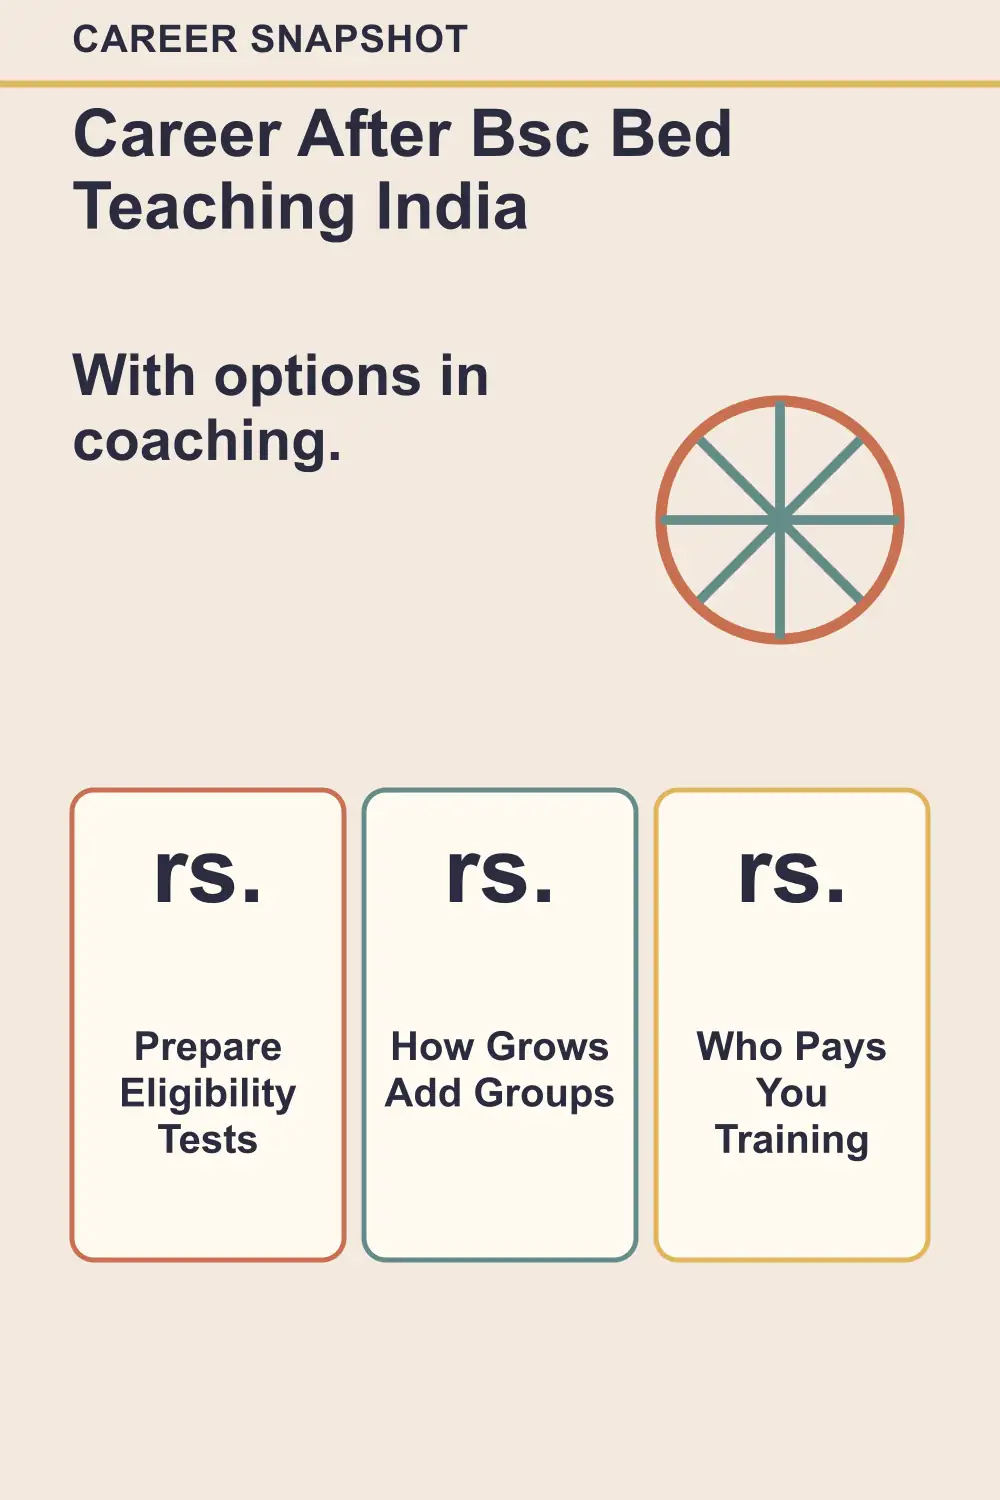 CAREER SNAPSHOT
Career After Bsc Bed
Teaching India
With options in
coaching.
rs.
Prepare
Eligibility
Tests
rs.
How Grows
Add Groups
rs.
Who Pays
You
Training